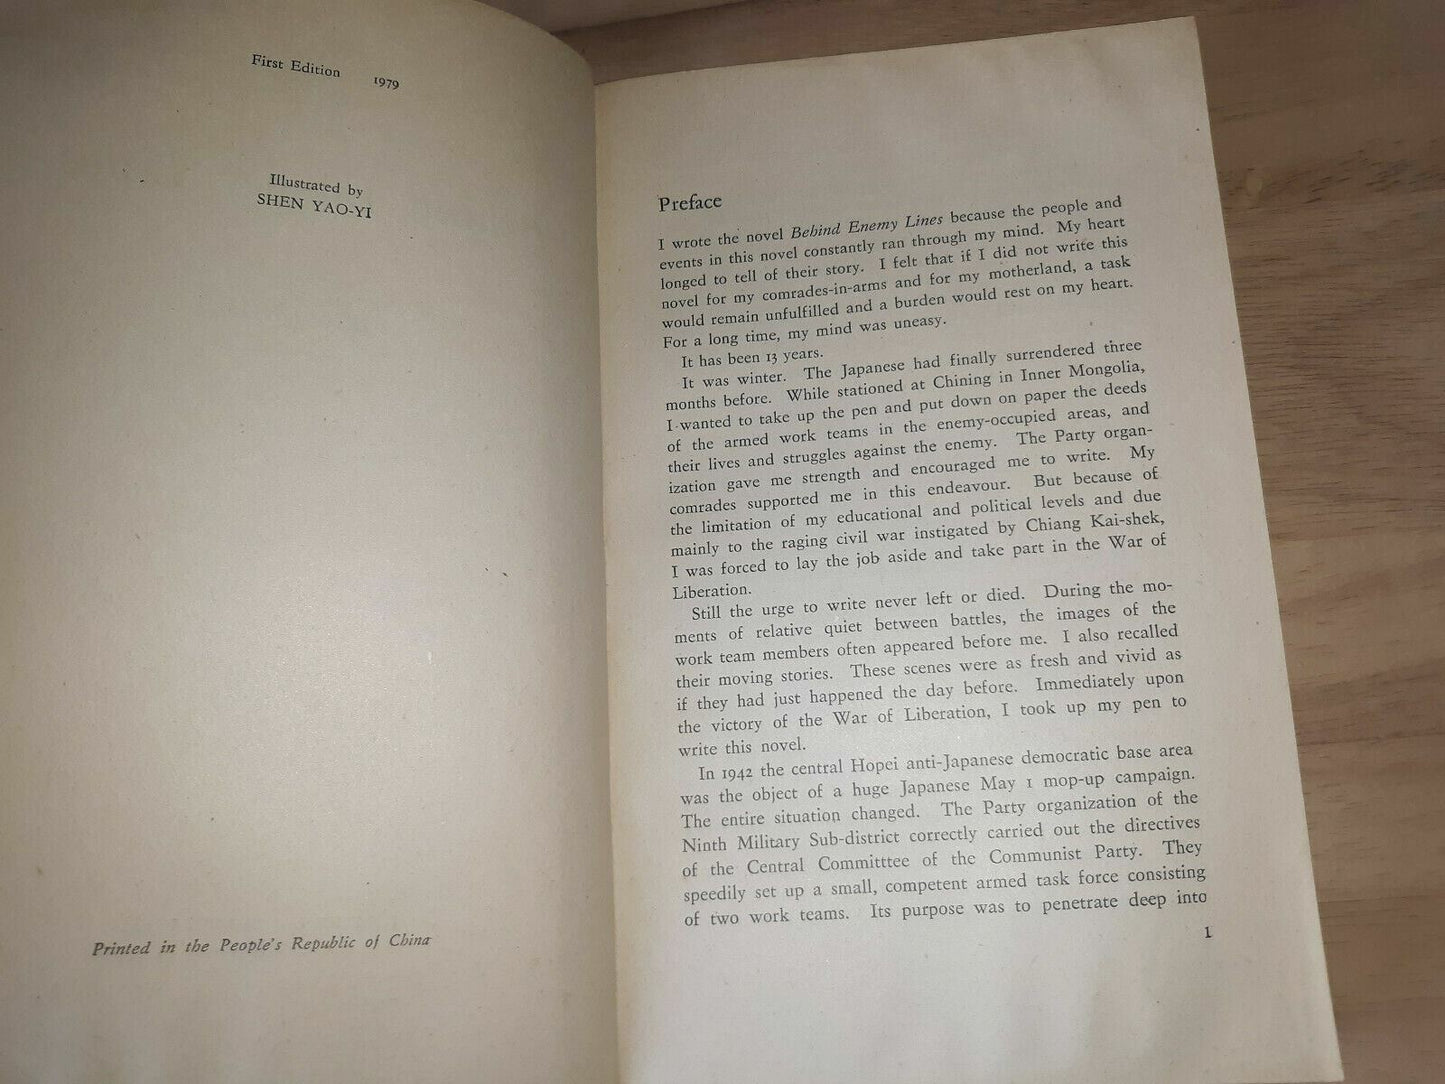 First Edition 1979
Illustrated by
SHEN YAO-YI
Printed in the People's Republic of China
Preface
I wrote the novel Behind Enemy Lines because the people and
events in this novel constantly ran through my mind. My heart
longed to tell of their story. I felt that if I did not write this
novel for my comrades-in-arms and for my motherland, a task
would remain unfulfilled and a burden would rest on my heart.
For a long time, my mind was uneasy.
It has been 13 years.
It was winter. The Japanese had finally surrendered three
months before. While stationed at Chining in Inner Mongolia,
I wanted to take up the pen and put down on paper the deeds
of the armed work teams in the enemy-occupied areas, and
their lives and struggles against the enemy. The Party organ-
ization gave me strength and encouraged me to write. My
comrades supported me in this endeavour. But because of
the limitation of my educational and political levels and due
mainly to the raging civil war instigated by Chiang Kai-shek,
I was forced to lay the job aside and take part in the War of
Liberation.
Still the urge to write never left or died. During the mo-
ments of relative quiet between battles, the images of the
work team members often appeared before me. I also recalled
their moving stories. These scenes were as fresh and vivid as
if they had just happened the day before. Immediately upon
the victory of the War of Liberation, I took up my pen to
write this novel.
In 1942 the central Hopei anti-Japanese democratic base area
was the object of a huge Japanese May 1 mop-up campaign.
The entire situation changed. The Party organization of the
Ninth Military Sub-district correctly carried out the directives
of the Central Committtee of the Communist Party. They
speedily set up a small, competent armed task force consisting
of two work teams. Its purpose was to penetrate deep into
1